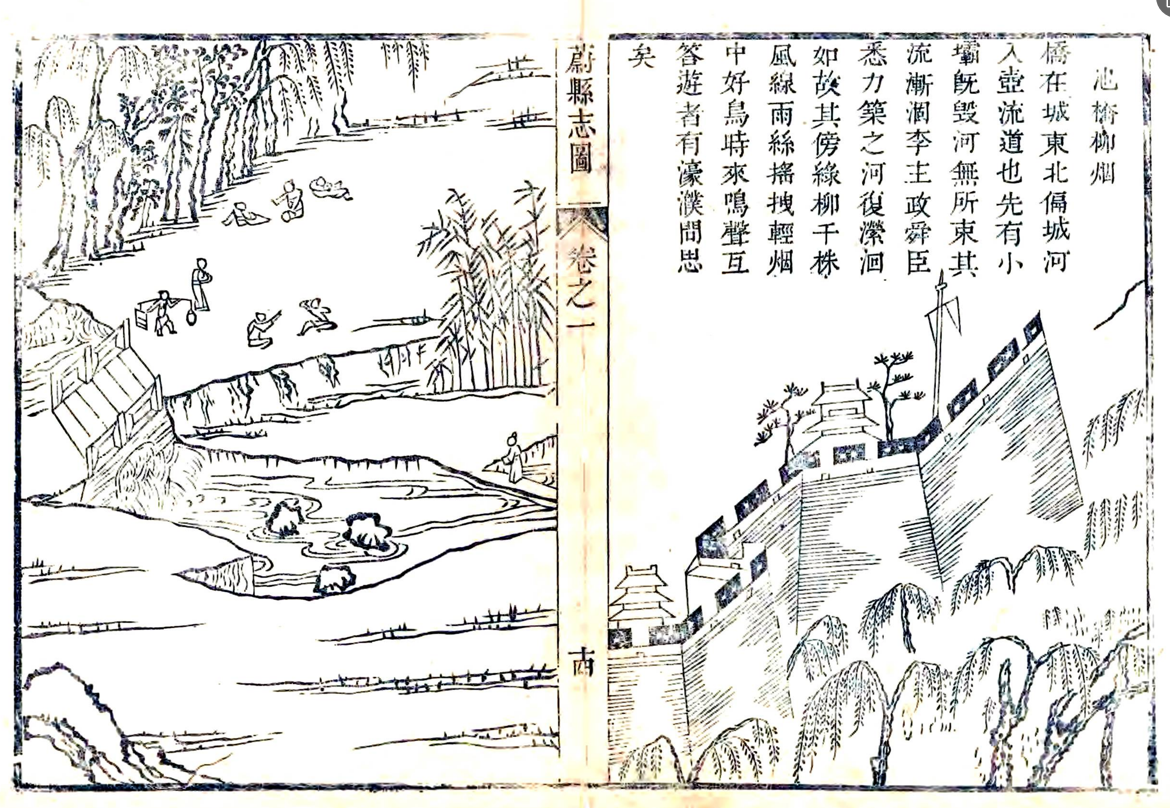 池橋柳烟
橋在城東北偏城河
入壺流道也先有小
壩既毀河無所束其
流漸涸李主政舜臣
悉力築之河復瀠洄
如故其傍綠柳千株
風線雨絲搖拽輕烟
中好鳥時來鳴聲互
答遊者有濠濮間思
矣
蔚縣志圖
卷之一
十四